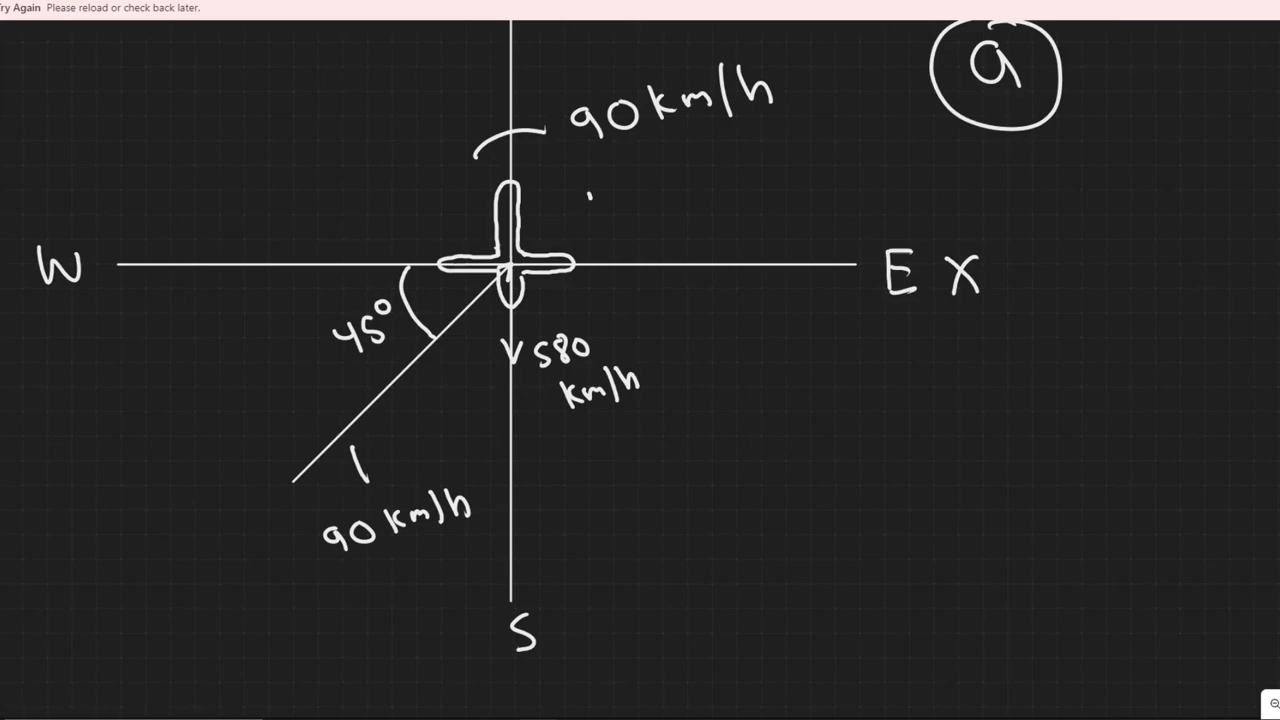 ry Again Please reload or check back later.
a
90 km/h
W
E X
45°
580
km/h
90 km/h
S